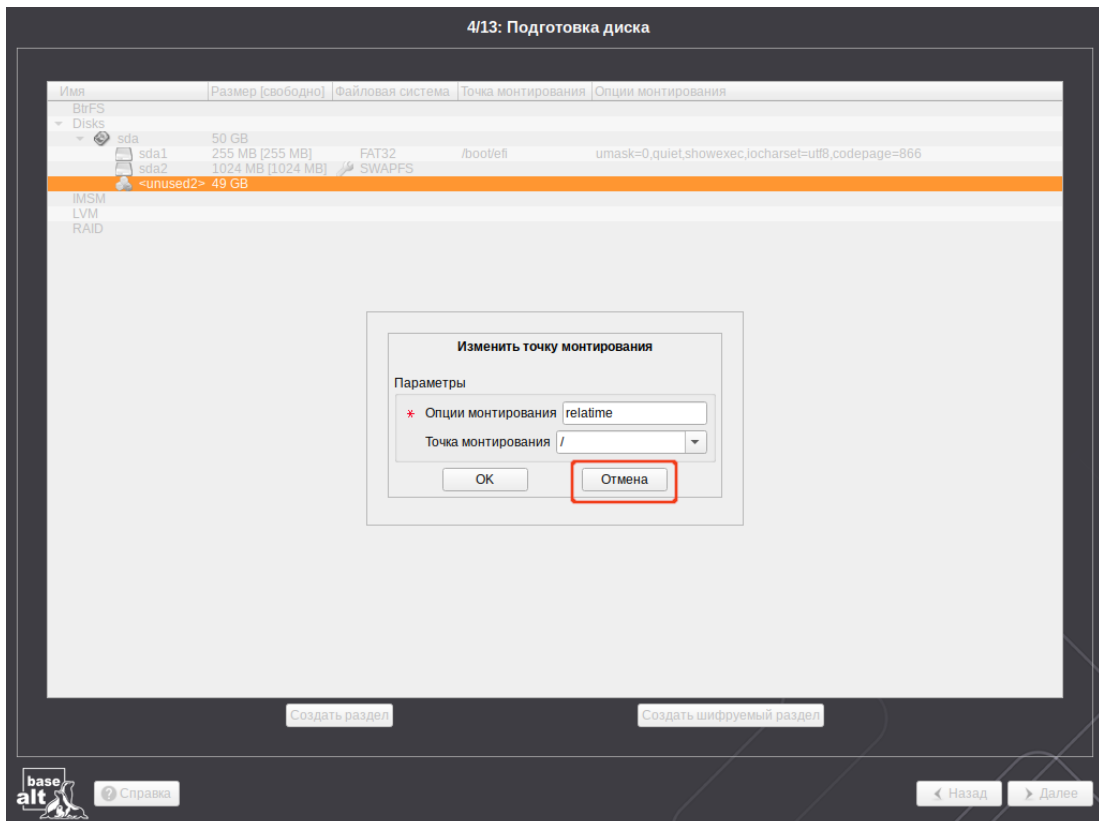 4/13: Подготовка диска
Имя Размер [свободно] Файловая система Точка монтирования Опции монтирования
BtrFS
Disks
sda 50 GB
sda1 255 MB [255 MB] FAT32 /boot/efi umask=0,quiet,showexec,iocharset=utf8,codepage=866
sda2 1024 MB [1024 MB] SWAPFS
<unused2> 49 GB
IMSM
LVM
RAID
Изменить точку монтирования
Параметры
* Опции монтирования relatime
Точка монтирования /
OK Отмена
Создать раздел Создать шифруемый раздел
base
alt
? Справка Назад Далее